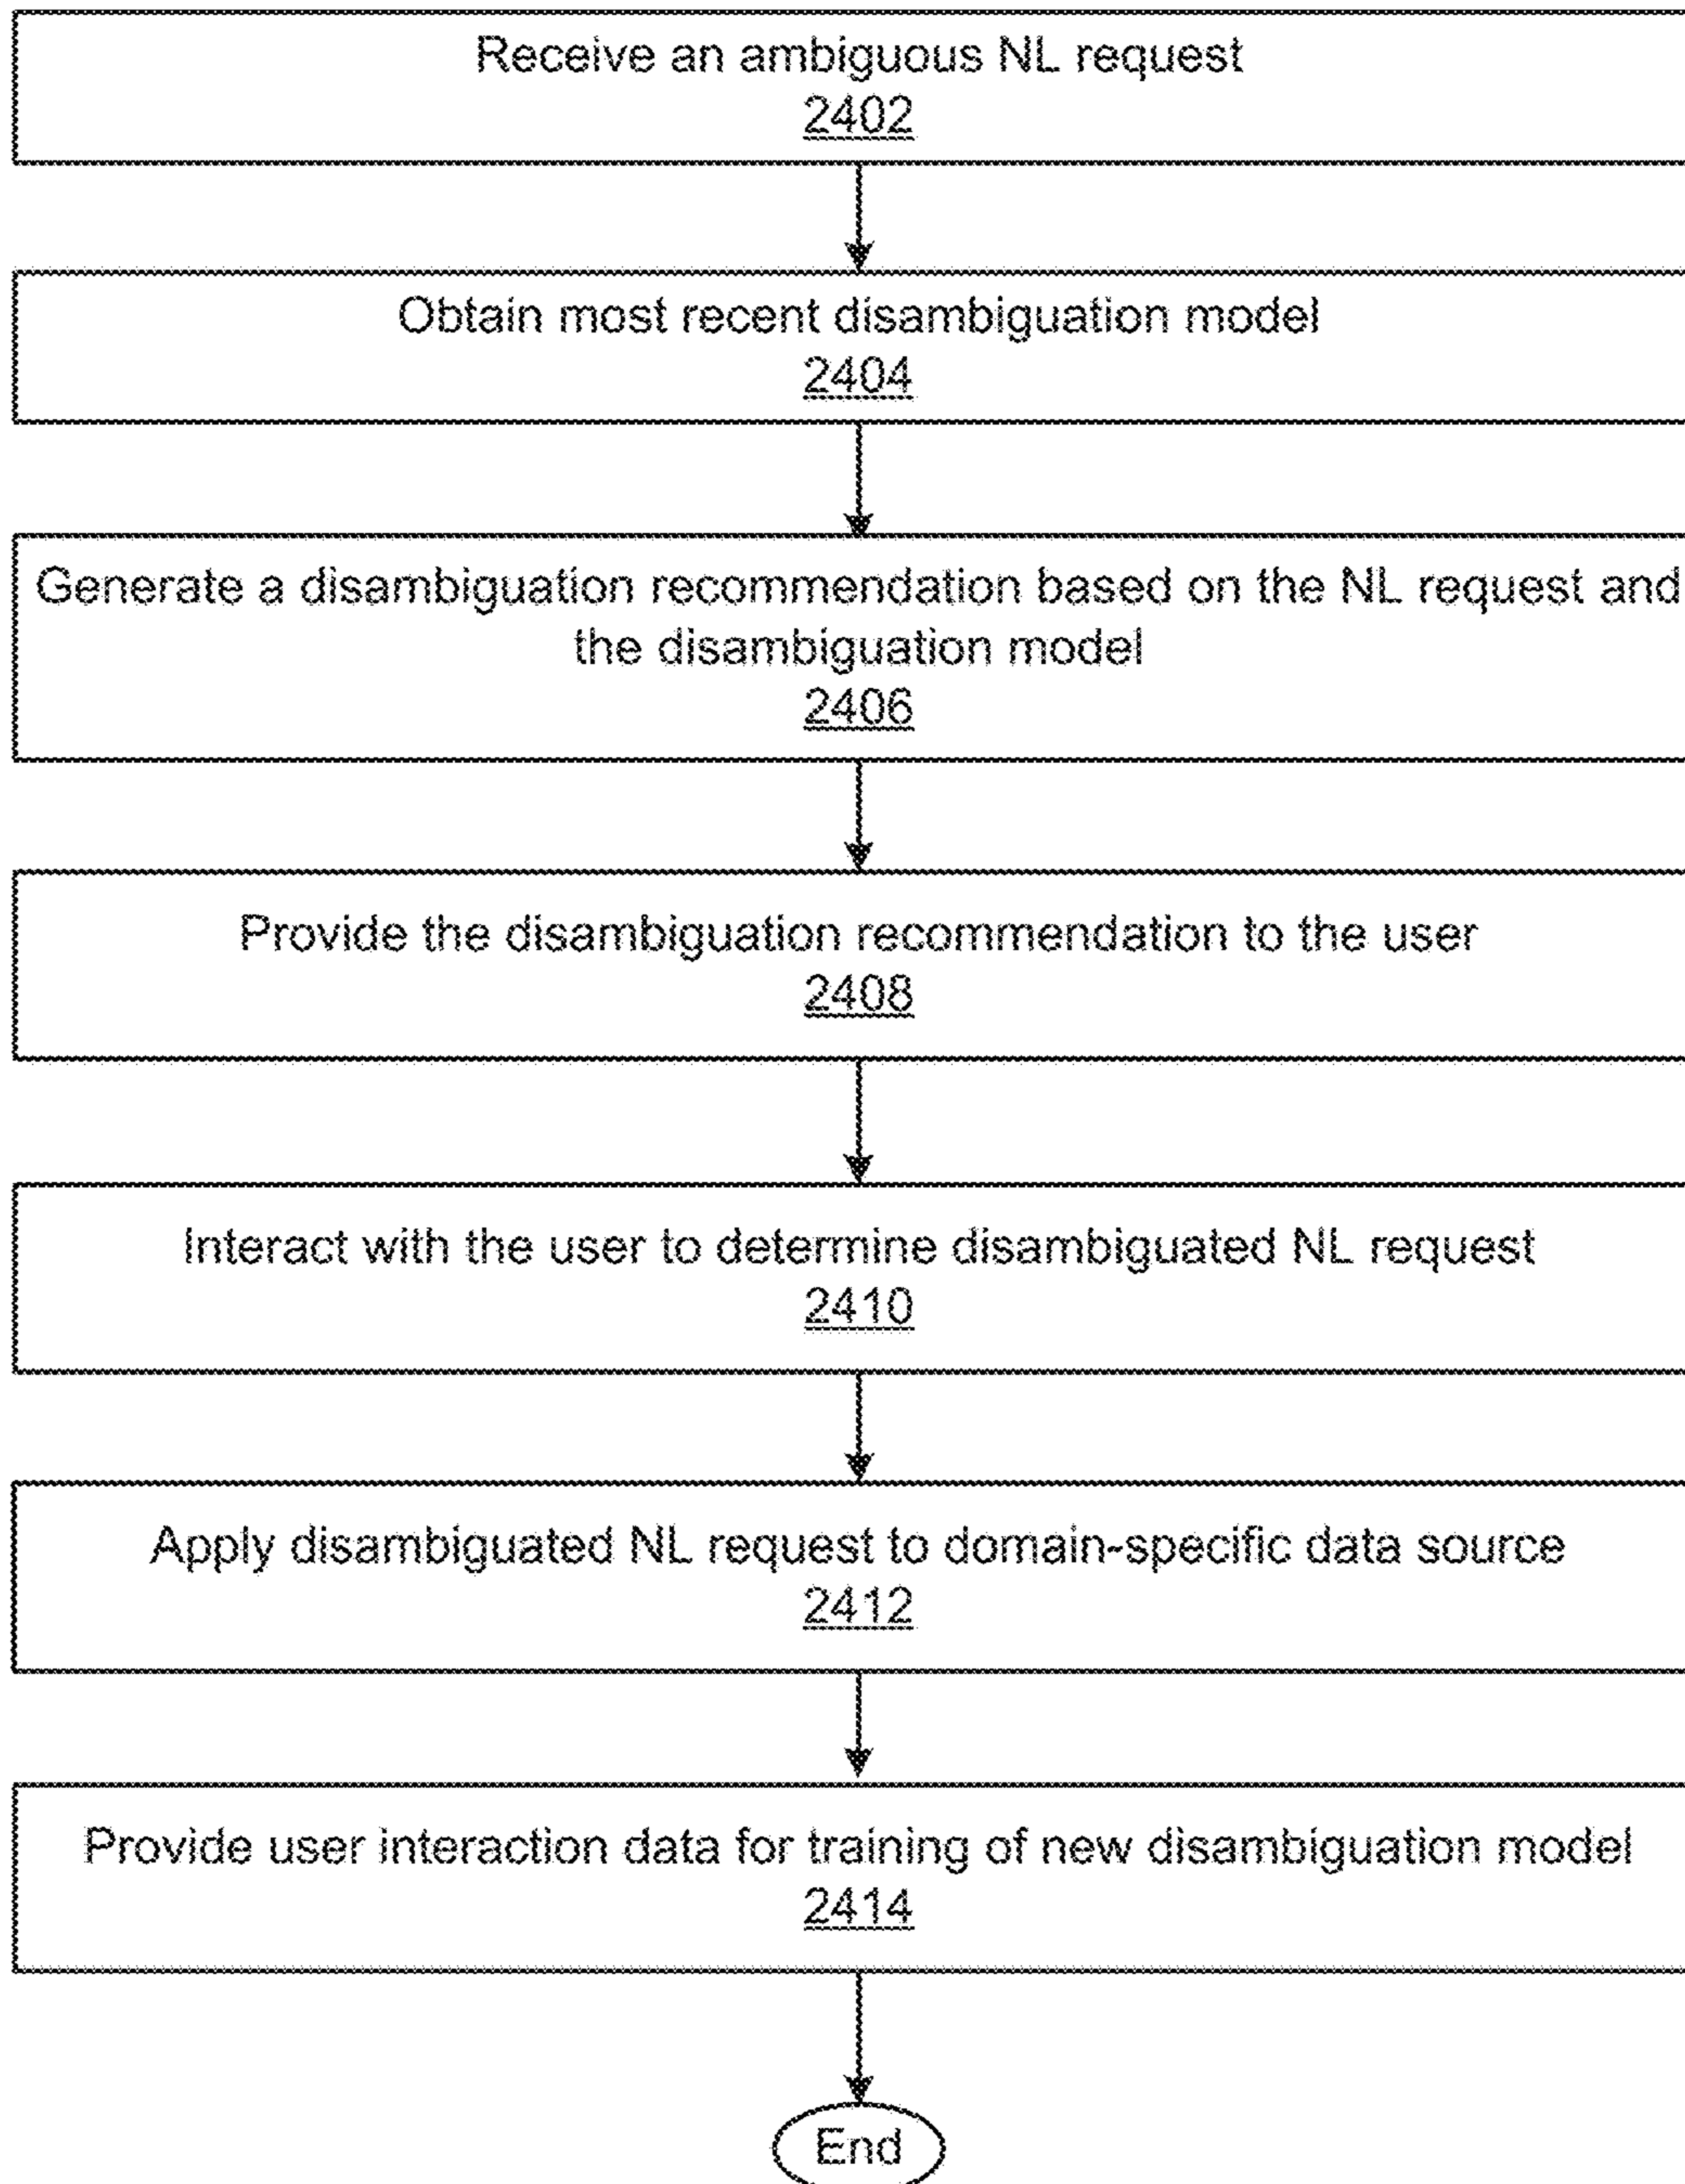 Receive an ambiguous NL request
2402
Obtain most recent disambiguation model
2404
Generate a disambiguation recommendation based on the NL request and
the disambiguation model
2406
Provide the disambiguation recommendation to the user
2408
Interact with the user to determine disambiguated NL request
2410
Apply disambiguated NL request to domain-specific data source
2412
Provide user interaction data for training of new disambiguation model
2414
End